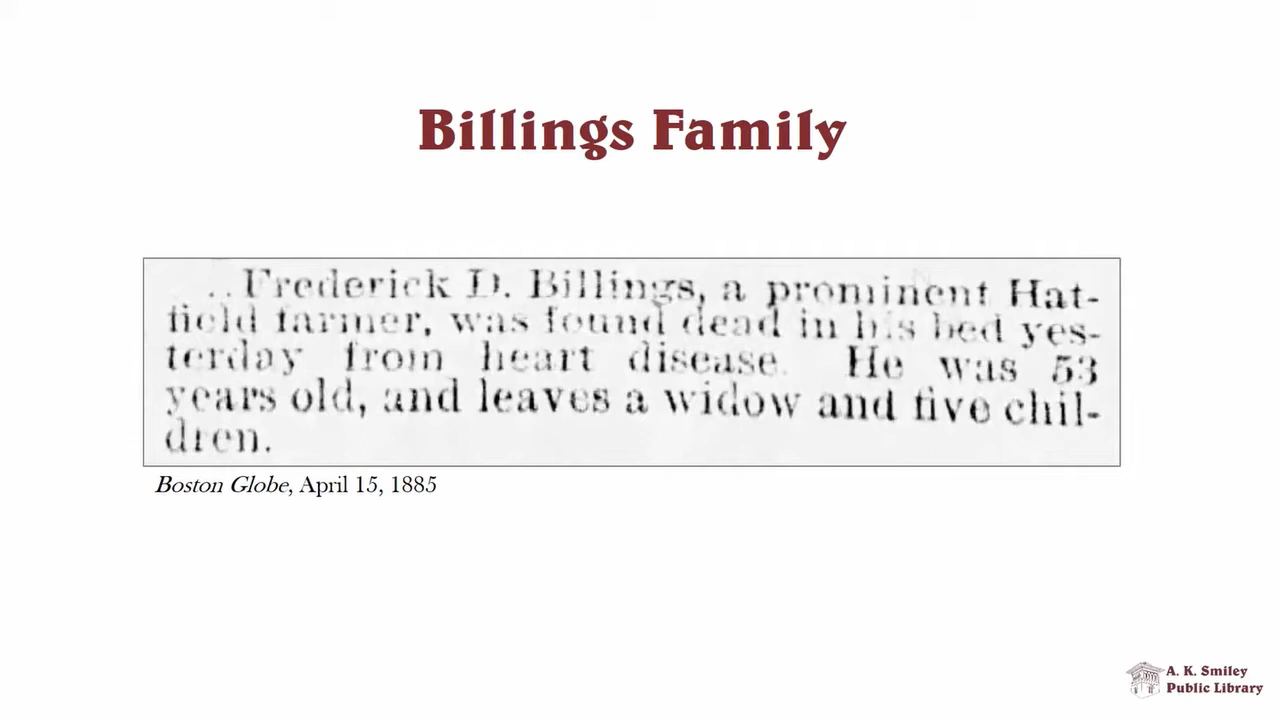 Billings Family
..Frederick D. Billings, a prominent Hat-
field farmer, was found dead in his bed yes-
terday from heart disease. He was 53
years old, and leaves a widow and five chil-
dren.
Boston Globe, April 15, 1885
A. K. Smiley
Public Library